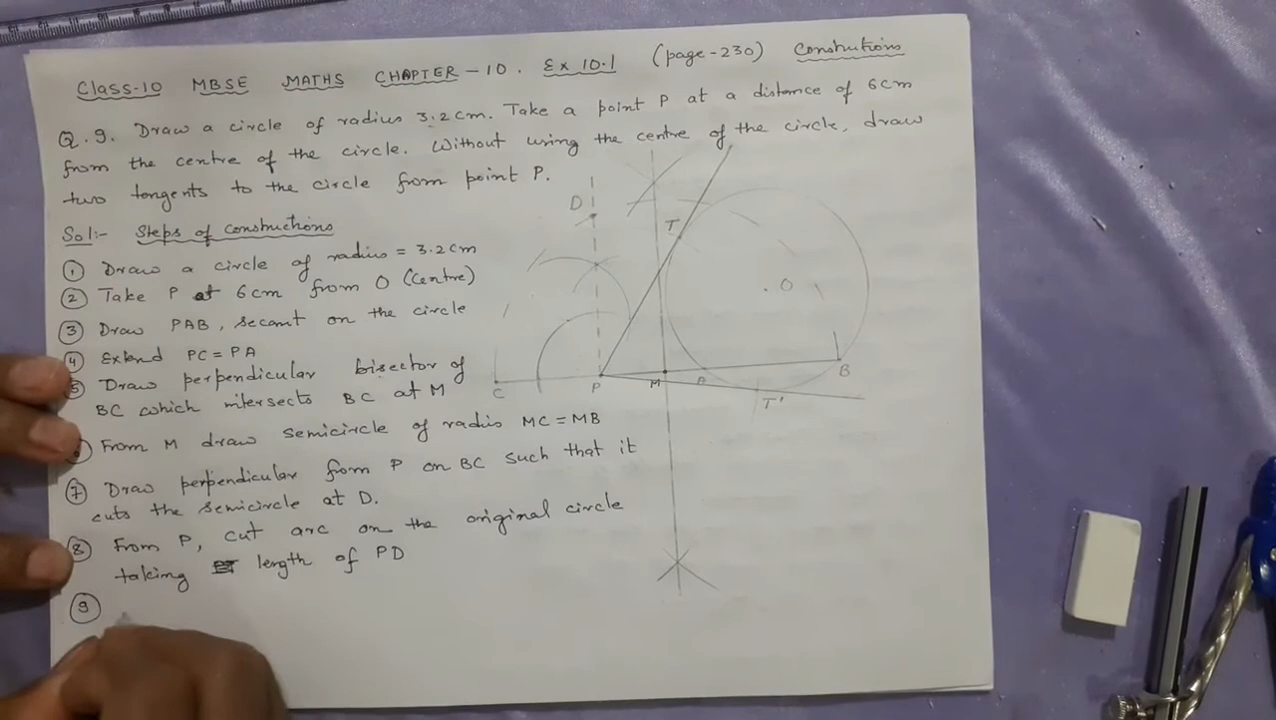 Class-10 MBSE MATHS CHAPTER - 10. Ex 10.1 (page - 230) Constructions
Q.9. Draw a circle of radius 3.2 cm. Take a point P at a distance of 6cm
from the centre of the circle. Without using the centre of the circle, draw
two tangents to the circle from point P.
Sol:- Steps of constructions
① Draw a circle of radius = 3.2 cm
② Take P at 6 cm from O (centre)
③ Draw PAB, secant on the circle
④ Extend PC = PA
⑤ Draw perpendicular bisector of
BC which intersects BC at M
⑥ From M draw semicircle of radius MC = MB
⑦ Draw perpendicular from P on BC such that it
cuts the semicircle at D.
⑧ From P, cut arc on the original circle
taking length of PD
⑨
D
T
O
C
P
M
A
B
T'